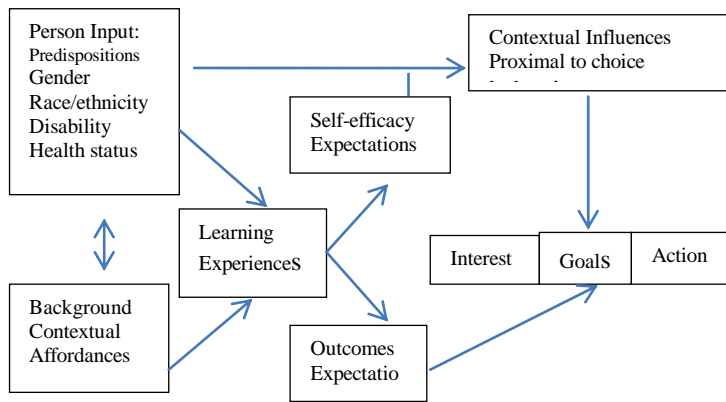 Person Input:
Predispositions
Gender
Race/ethnicity
Disability
Health status
Contextual Influences
Proximal to choice
Self-efficacy
Expectations
Learning
Experiences
Interest
Goals
Action
Background
Contextual
Affordances
Outcomes
Expectatio